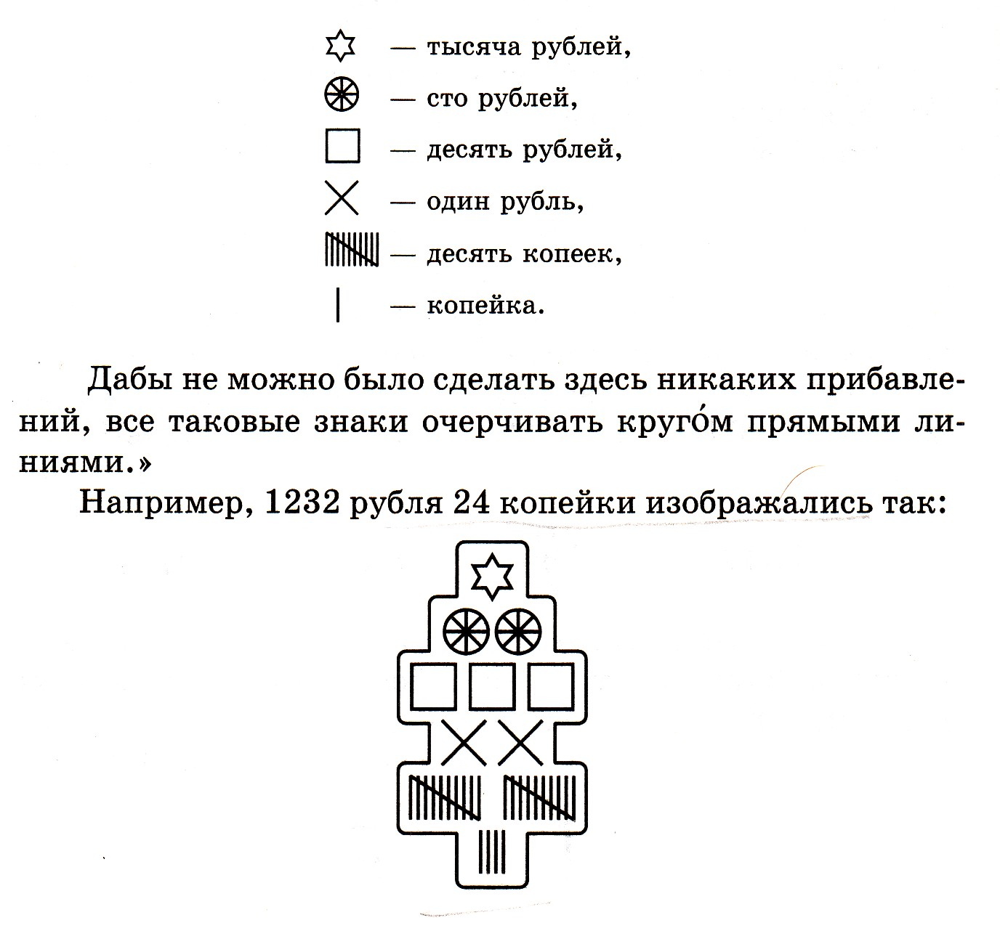 — тысяча рублей,
— сто рублей,
— десять рублей,
— один рубль,
— десять копеек,
— копейка.
Дабы не можно было сделать здесь никаких прибавле-
ний, все таковые знаки очерчивать круго́м прямыми ли-
ниями.»
Например, 1232 рубля 24 копейки изображались так: